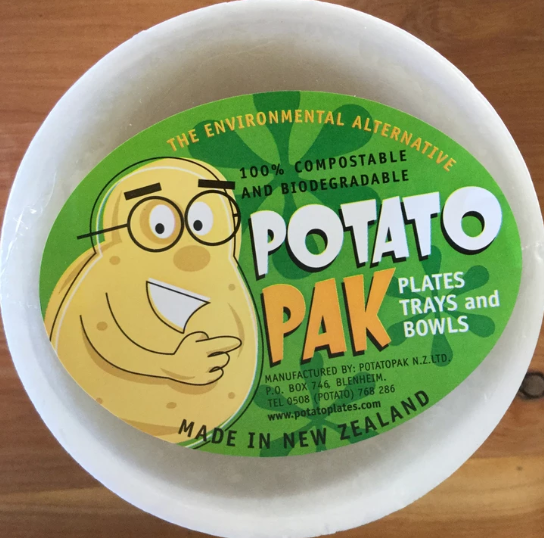 THE ENVIRONMENTAL ALTERNATIVE
100% COMPOSTABLE
AND BIODEGRADABLE
POTATO
PAK
PLATES
TRAYS and
BOWLS
MANUFACTURED BY: POTATOPAK N.Z.LTD.
P.O. BOX 746, BLENHEIM.
TEL 0508 (POTATO) 768 286
www.potatoplates.com
MADE IN NEW ZEALAND